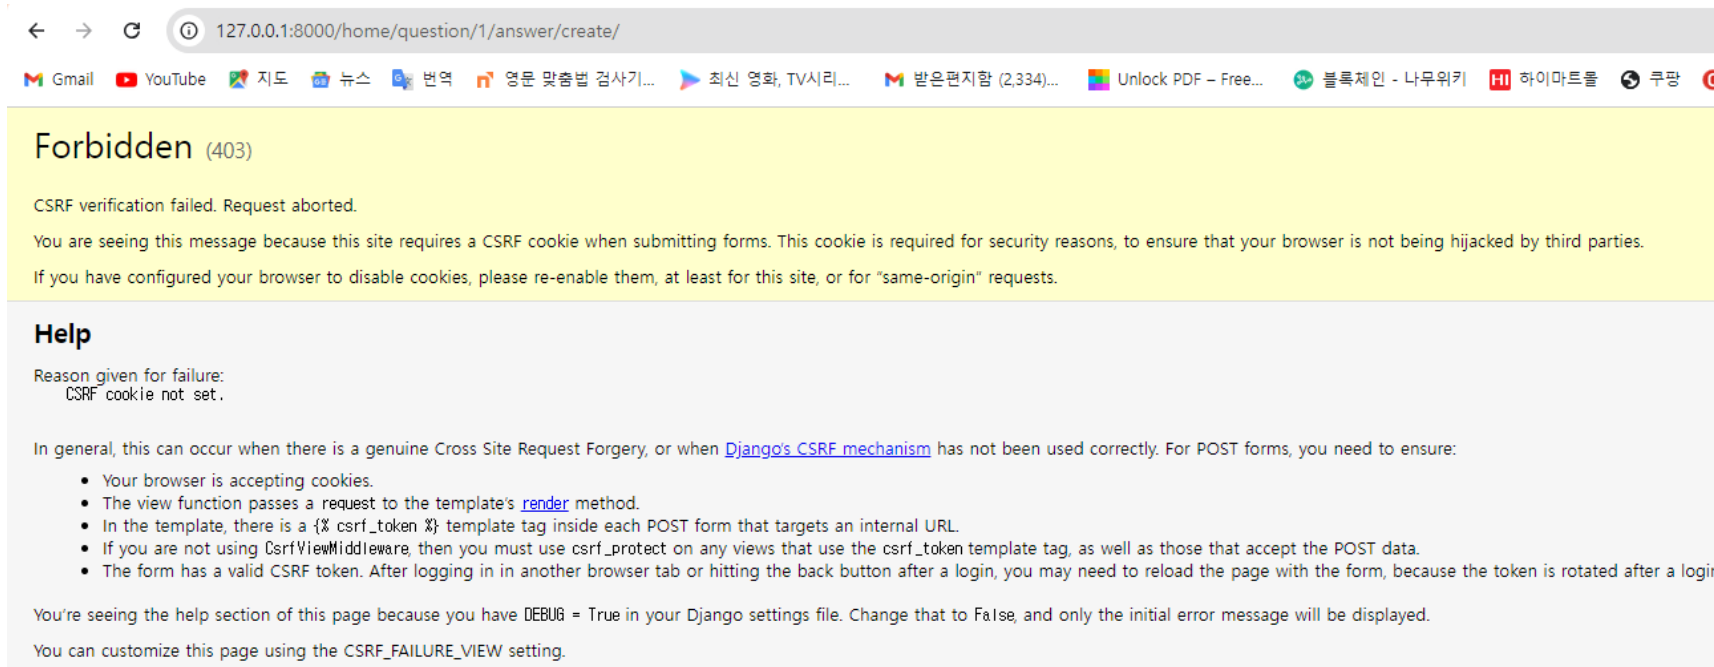 127.0.0.1:8000/home/question/1/answer/create/
Gmail YouTube 지도 뉴스 번역 영문 맞춤법 검사기... 최신 영화, TV시리... 받은편지함 (2,334)... Unlock PDF – Free... 블록체인 - 나무위키 HI 하이마트몰 쿠팡
Forbidden (403)
CSRF verification failed. Request aborted.
You are seeing this message because this site requires a CSRF cookie when submitting forms. This cookie is required for security reasons, to ensure that your browser is not being hijacked by third parties.
If you have configured your browser to disable cookies, please re-enable them, at least for this site, or for “same-origin” requests.
Help
Reason given for failure:
CSRF cookie not set.
In general, this can occur when there is a genuine Cross Site Request Forgery, or when Django’s CSRF mechanism has not been used correctly. For POST forms, you need to ensure:
• Your browser is accepting cookies.
• The view function passes a request to the template’s render method.
• In the template, there is a {% csrf_token %} template tag inside each POST form that targets an internal URL.
• If you are not using CsrfViewMiddleware, then you must use csrf_protect on any views that use the csrf_token template tag, as well as those that accept the POST data.
• The form has a valid CSRF token. After logging in in another browser tab or hitting the back button after a login, you may need to reload the page with the form, because the token is rotated after a login
You’re seeing the help section of this page because you have DEBUG = True in your Django settings file. Change that to False, and only the initial error message will be displayed.
You can customize this page using the CSRF_FAILURE_VIEW setting.